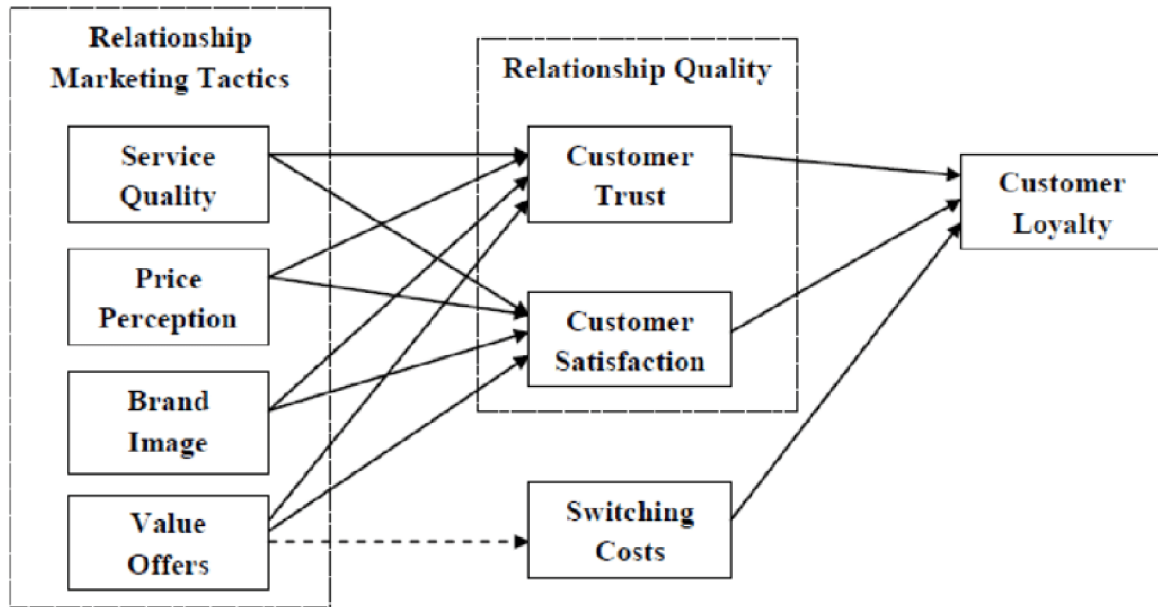 Relationship
Marketing Tactics
Service
Quality
Price
Perception
Brand
Image
Value
Offers
Relationship Quality
Customer
Trust
Customer
Satisfaction
Switching
Costs
Customer
Loyalty